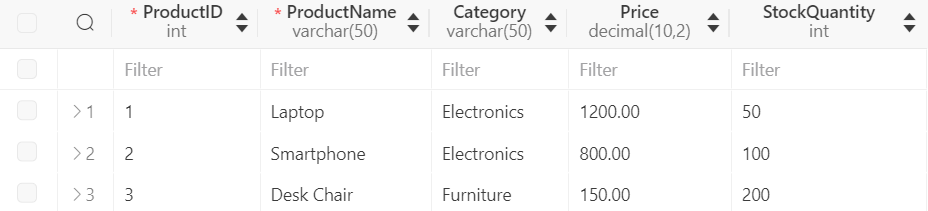 * ProductID * ProductName Category Price StockQuantity
int varchar(50) varchar(50) decimal(10,2) int
Filter Filter Filter Filter Filter
>1 1 Laptop Electronics 1200.00 50
>2 2 Smartphone Electronics 800.00 100
>3 3 Desk Chair Furniture 150.00 200